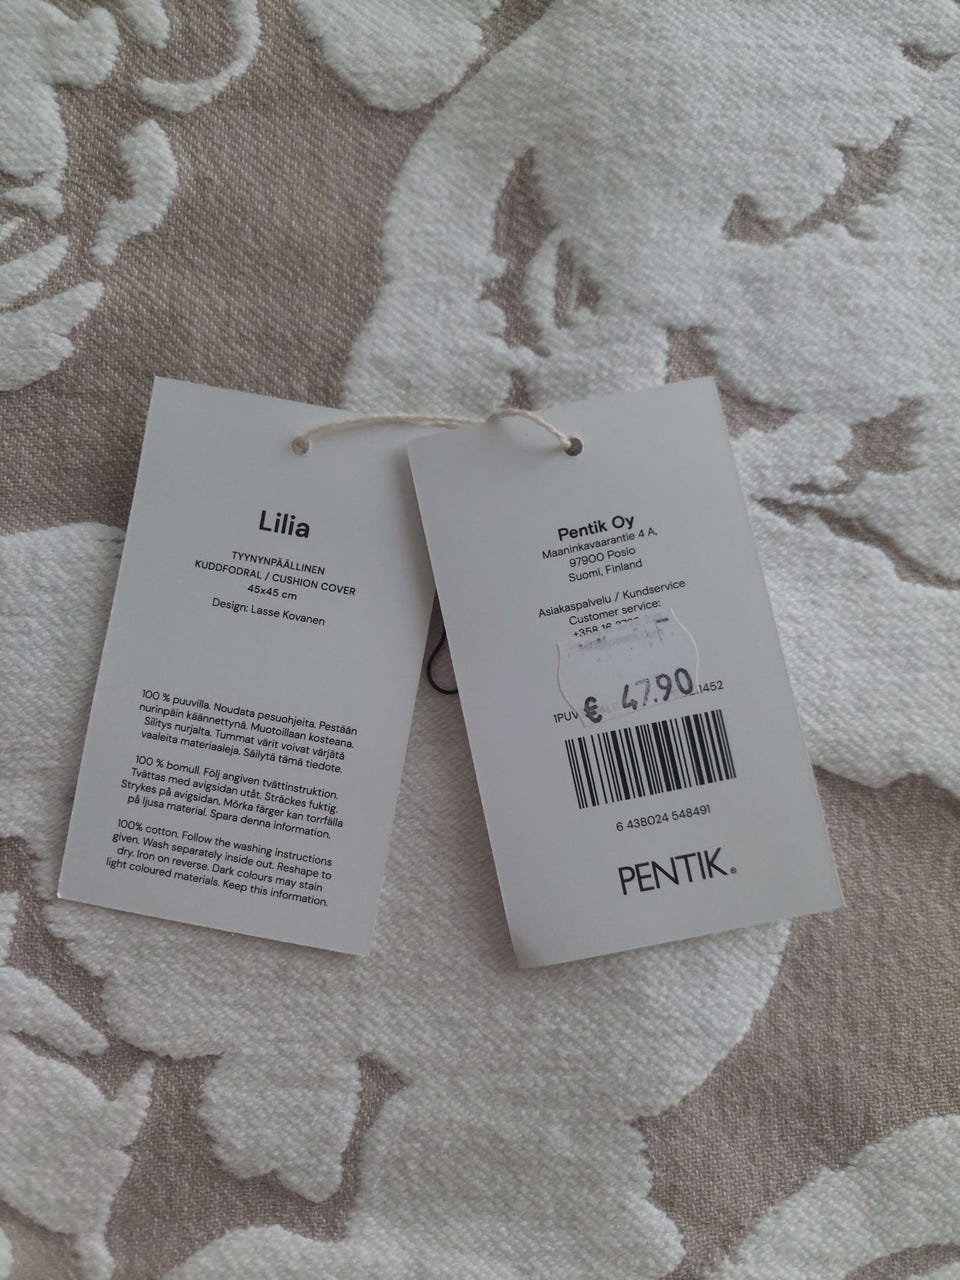 Lilia
TYYNYNPÄÄLLINEN
KUDDFODRAL / CUSHION COVER
45x45 cm
Design: Lasse Kovanen
100 % puuvilla. Noudata pesuohjeita. Pestään
nurinpäin käännettynä. Muotoillaan kosteana.
Silitys nurjalta. Tummat värit voivat värjätä
vaaleita materiaaleja. Säilytä tämä tiedote.
100 % bomull. Följ angiven tvättinstruktion.
Tvättas med avigsidan utåt. Sträckes fuktig.
Strykes på avigsidan. Mörka färger kan torrfälla
på ljusa material. Spara denna information.
100% cotton. Follow the washing instructions
given. Wash separately inside out. Reshape to
dry. Iron on reverse. Dark colours may stain
light coloured materials. Keep this information.
Pentik Oy
Maaninkavaarantie 4 A,
97900 Posio
Suomi, Finland
Asiakaspalvelu / Kundservice
Customer service:
+358 16
€ 47.90
1PUV 1452
6 438024 548491
PENTIK®